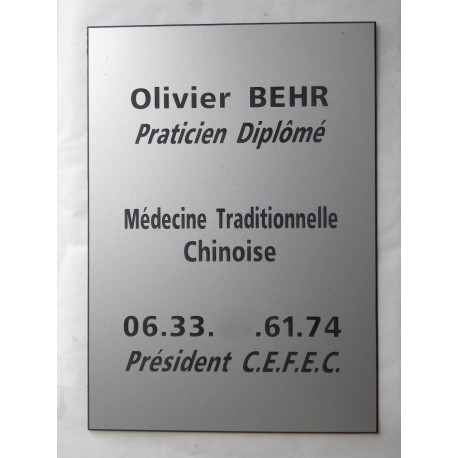 Olivier BEHR
Praticien Diplômé
Médecine Traditionnelle
Chinoise
06.33. .61.74
Président C.E.F.E.C.